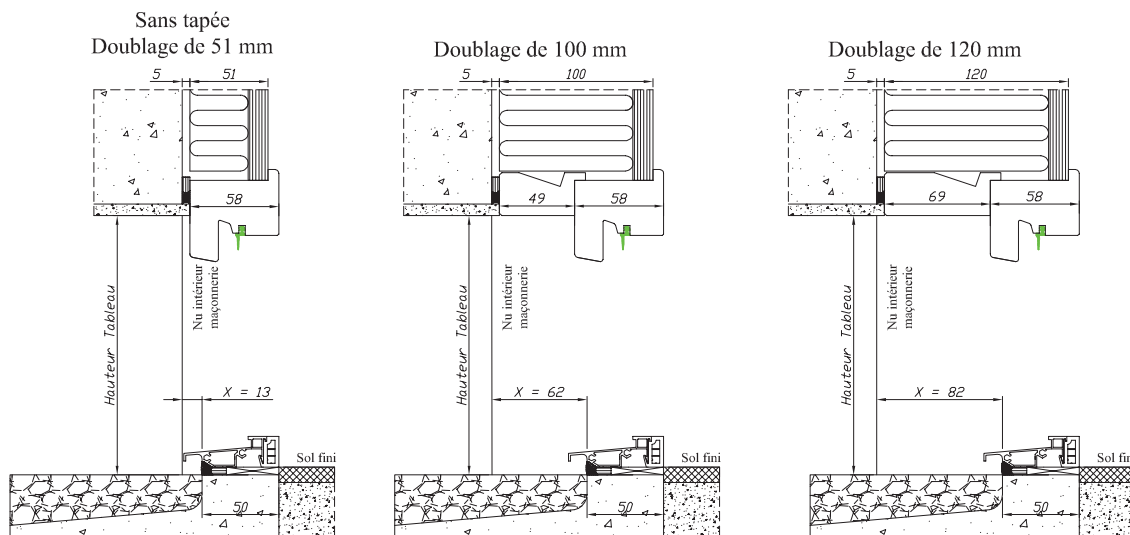 Sans tapée
Doublage de 51 mm
5
51
58
Hauteur Tableau
Nu intérieur
maçonnerie
X = 13
Sol fini
50
Doublage de 100 mm
5
100
49
58
Hauteur Tableau
Nu intérieur
maçonnerie
X = 62
Sol fini
50
Doublage de 120 mm
5
120
69
58
Hauteur Tableau
Nu intérieur
maçonnerie
X = 82
Sol fini
50